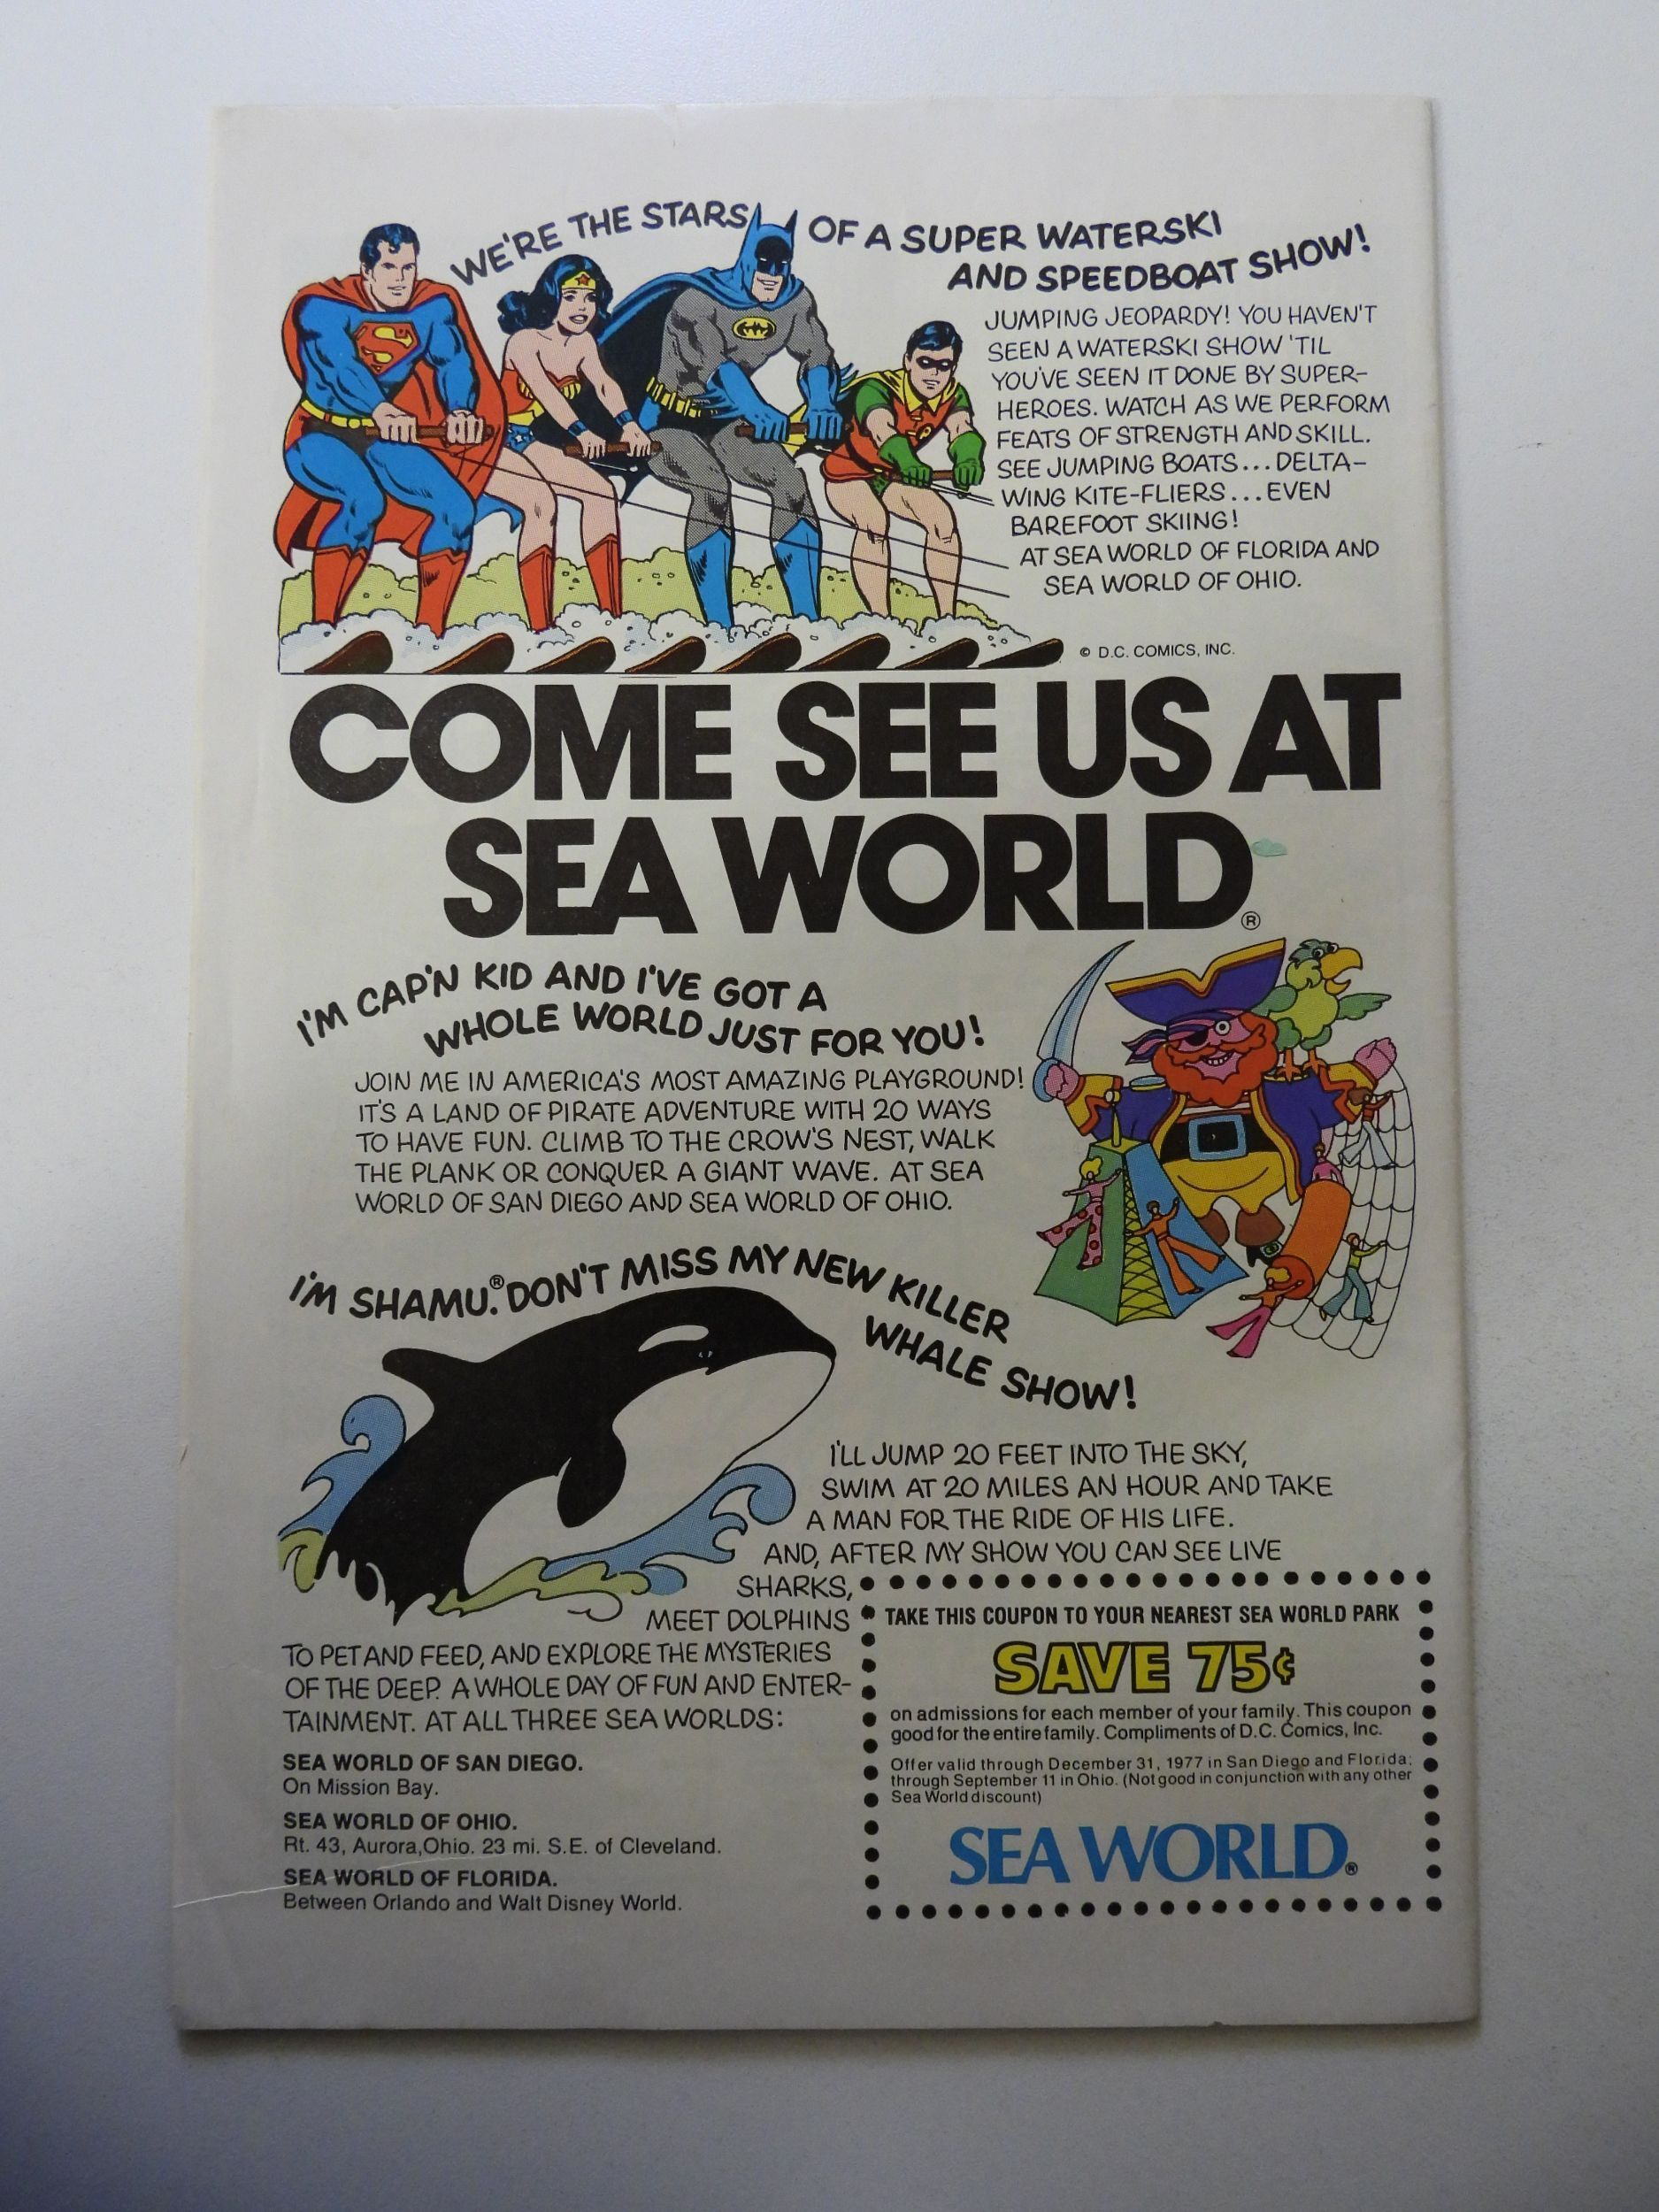 WE'RE THE STARS OF A SUPER WATERSKI
AND SPEEDBOAT SHOW!
JUMPING JEOPARDY! YOU HAVEN'T
SEEN A WATERSKI SHOW 'TIL
YOU'VE SEEN IT DONE BY SUPER-
HEROES. WATCH AS WE PERFORM
FEATS OF STRENGTH AND SKILL.
SEE JUMPING BOATS...DELTA-
WING KITE-FLIERS...EVEN
BAREFOOT SKIING!
AT SEA WORLD OF FLORIDA AND
SEA WORLD OF OHIO.
© D.C. COMICS, INC.
COME SEE US AT
SEA WORLD®
I'M CAP'N KID AND I'VE GOT A
WHOLE WORLD JUST FOR YOU!
JOIN ME IN AMERICA'S MOST AMAZING PLAYGROUND!
IT'S A LAND OF PIRATE ADVENTURE WITH 20 WAYS
TO HAVE FUN. CLIMB TO THE CROW'S NEST, WALK
THE PLANK OR CONQUER A GIANT WAVE. AT SEA
WORLD OF SAN DIEGO AND SEA WORLD OF OHIO.
I'M SHAMU.® DON'T MISS MY NEW KILLER
WHALE SHOW!
I'LL JUMP 20 FEET INTO THE SKY,
SWIM AT 20 MILES AN HOUR AND TAKE
A MAN FOR THE RIDE OF HIS LIFE.
AND, AFTER MY SHOW YOU CAN SEE LIVE
SHARKS,
MEET DOLPHINS
TO PET AND FEED, AND EXPLORE THE MYSTERIES
OF THE DEEP. A WHOLE DAY OF FUN AND ENTER-
TAINMENT. AT ALL THREE SEA WORLDS:
SEA WORLD OF SAN DIEGO.
On Mission Bay.
SEA WORLD OF OHIO.
Rt. 43, Aurora, Ohio. 23 mi. S.E. of Cleveland.
SEA WORLD OF FLORIDA.
Between Orlando and Walt Disney World.
TAKE THIS COUPON TO YOUR NEAREST SEA WORLD PARK
SAVE 75¢
on admissions for each member of your family. This coupon
good for the entire family. Compliments of D.C. Comics, Inc.
Offer valid through December 31, 1977 in San Diego and Florida;
through September 11 in Ohio. (Not good in conjunction with any other
Sea World discount)
SEA WORLD®